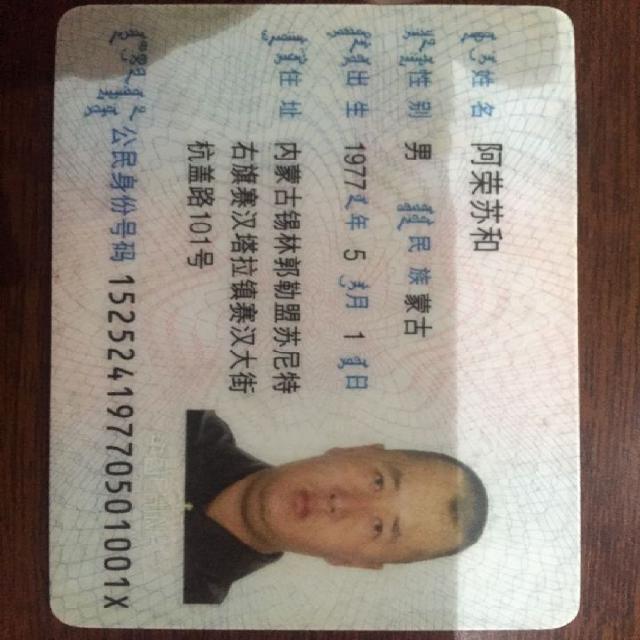 姓名 阿荣苏和
性别 男 民族 蒙古
出生 1977 年 5 月 1 日
住址 内蒙古锡林郭勒盟苏尼特
右旗赛汉塔拉镇赛汉大街
杭盖路101号
公民身份号码 15252419770501001X